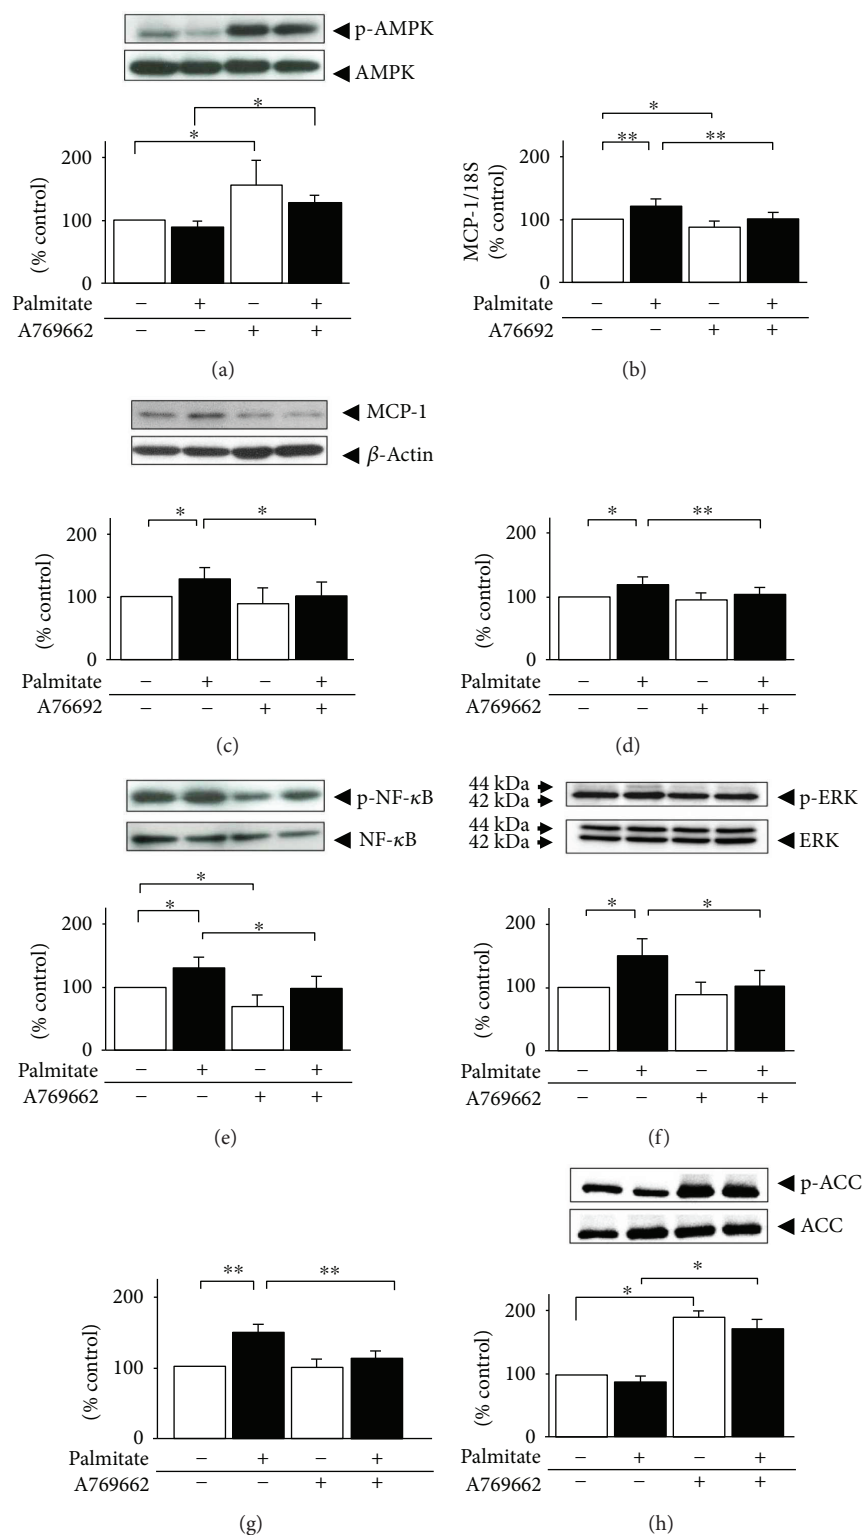 p-AMPK
AMPK
*
*
200
100
0
(% control)
Palmitate − + − +
A769662 − − + +
(a)
*
** **
200
100
0
MCP-1/18S
(% control)
Palmitate − + − +
A76692 − − + +
(b)
MCP-1
β-Actin
* *
200
100
0
(% control)
Palmitate − + − +
A76692 − − + +
(c)
* **
200
100
0
(% control)
Palmitate − + − +
A769662 − − + +
(d)
p-NF-κB
NF-κB
*
*
*
200
100
0
(% control)
Palmitate − + − +
A769662 − − + +
(e)
44 kDa
42 kDa
p-ERK
44 kDa
42 kDa
ERK
* *
200
100
0
(% control)
Palmitate − + − +
A769662 − − + +
(f)
** **
200
100
0
(% control)
Palmitate − + − +
A769662 − − + +
(g)
p-ACC
ACC
*
*
200
100
0
(% control)
Palmitate − + − +
A769662 − − + +
(h)